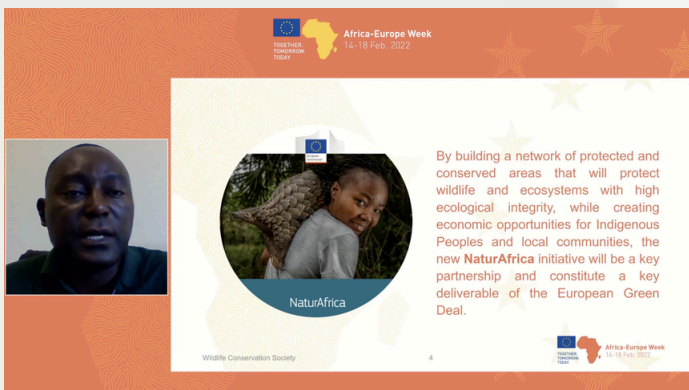 TOGETHER.
TOMORROW.
TODAY.
Africa-Europe Week
14-18 Feb. 2022
By building a network of protected and
conserved areas that will protect
wildlife and ecosystems with high
ecological integrity, while creating
economic opportunities for Indigenous
Peoples and local communities, the
new NaturAfrica initiative will be a key
partnership and constitute a key
deliverable of the European Green
Deal.
European
Commission
NaturAfrica
Wildlife Conservation Society
4
TOGETHER.
TOMORROW.
TODAY.
Africa-Europe Week
14-18 Feb. 2022